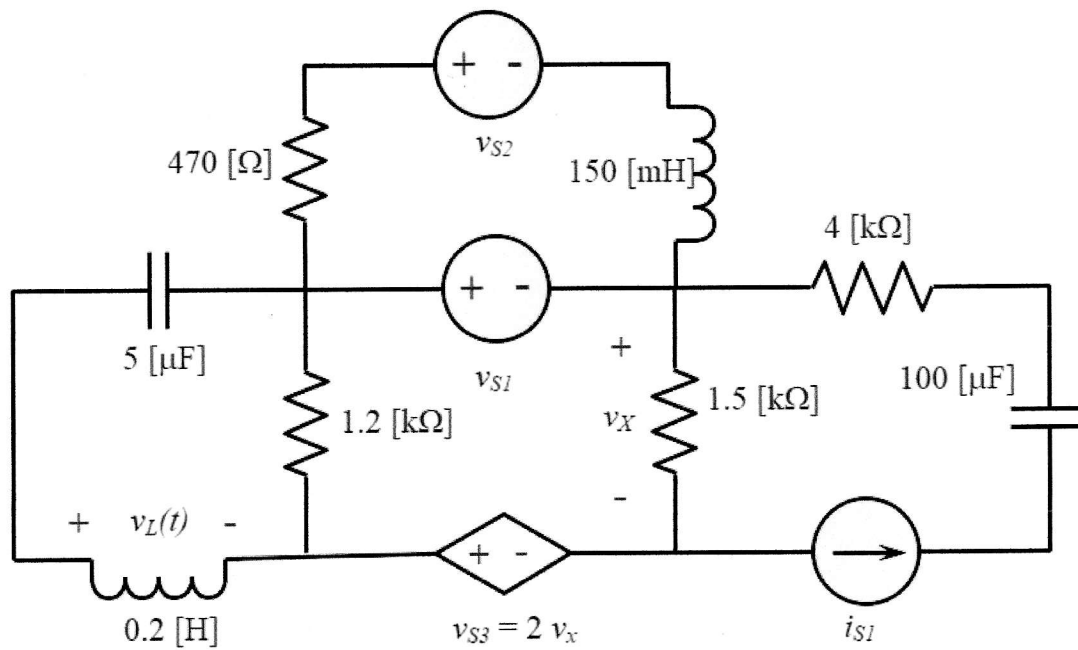 + -
v_S2
470 [Ω]
150 [mH]
4 [kΩ]
+ -
5 [μF]
v_S1
+
100 [μF]
1.2 [kΩ]
v_X
1.5 [kΩ]
-
+ v_L(t) -
+ -
0.2 [H]
v_S3 = 2 v_x
i_S1